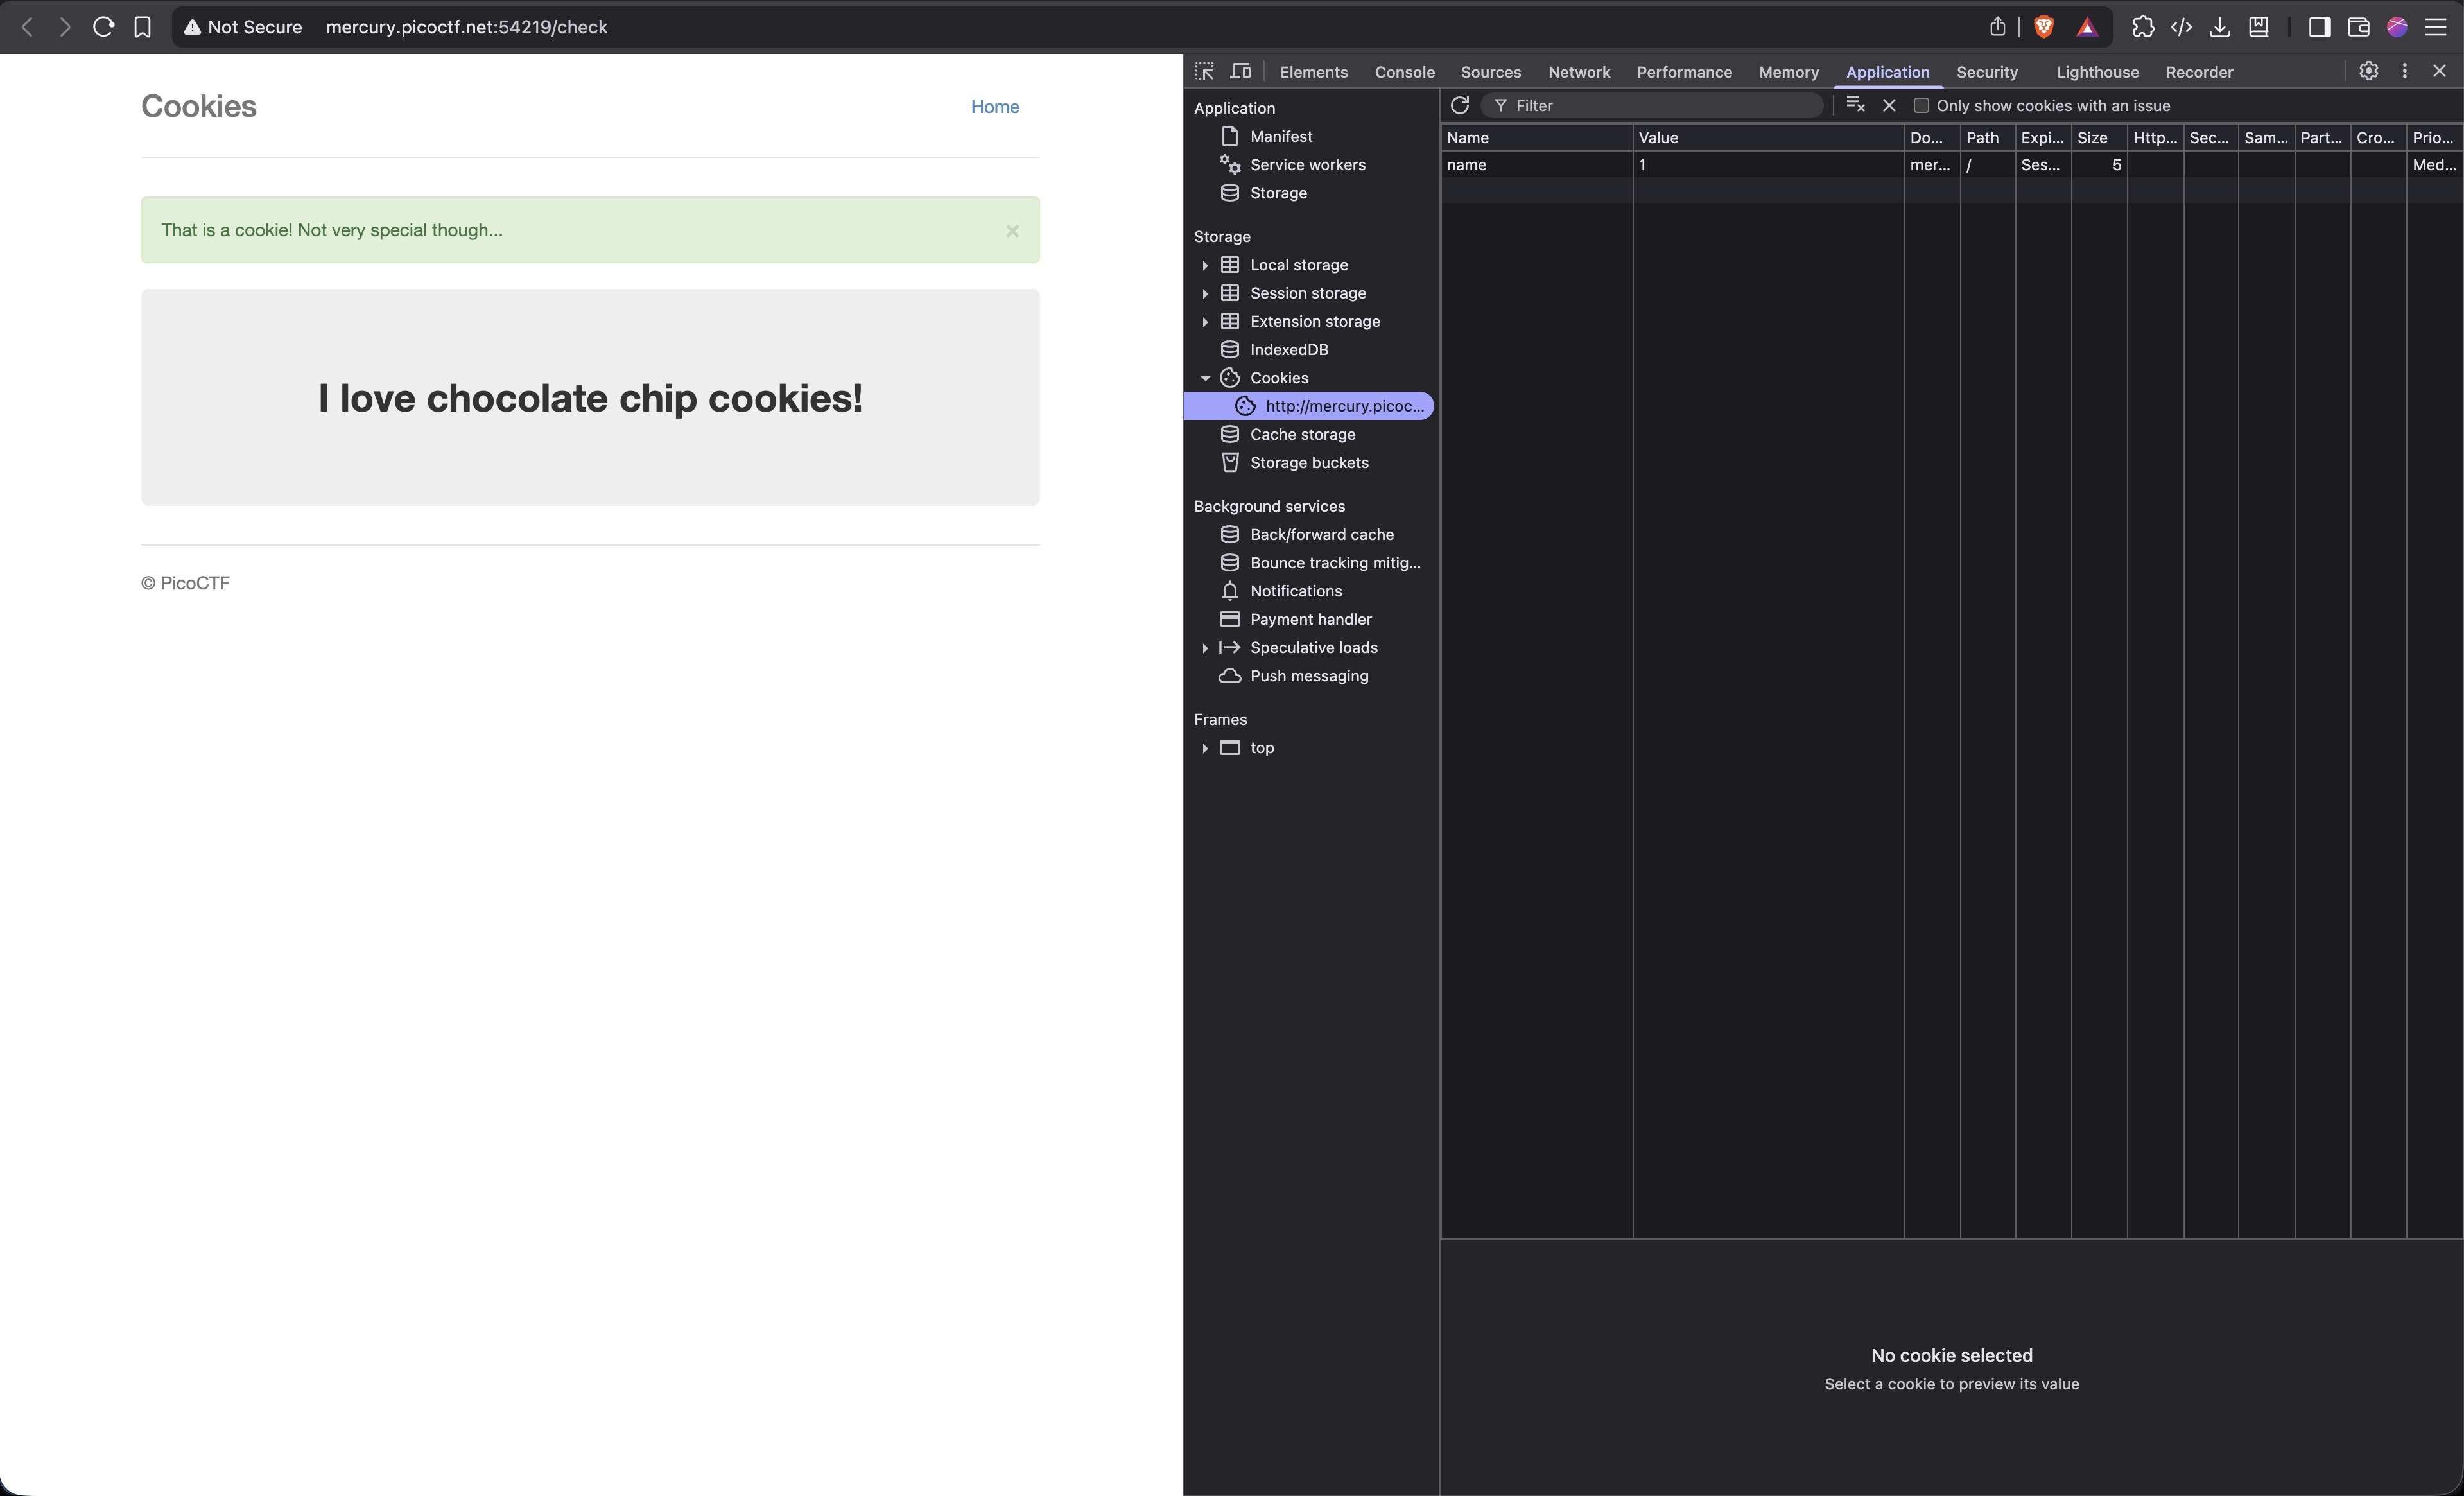 Not Secure mercury.picoctf.net:54219/check
Cookies Home
That is a cookie! Not very special though... ×
I love chocolate chip cookies!
© PicoCTF
Elements Console Sources Network Performance Memory Application Security Lighthouse Recorder
Application
Manifest
Service workers
Storage
Storage
Local storage
Session storage
Extension storage
IndexedDB
Cookies
http://mercury.picoc...
Cache storage
Storage buckets
Background services
Back/forward cache
Bounce tracking mitig...
Notifications
Payment handler
Speculative loads
Push messaging
Frames
top
Filter Only show cookies with an issue
Name Value Do... Path Expi... Size Http... Sec... Sam... Part... Cro... Prio...
name 1 mer... / Ses... 5 Med...
No cookie selected
Select a cookie to preview its value